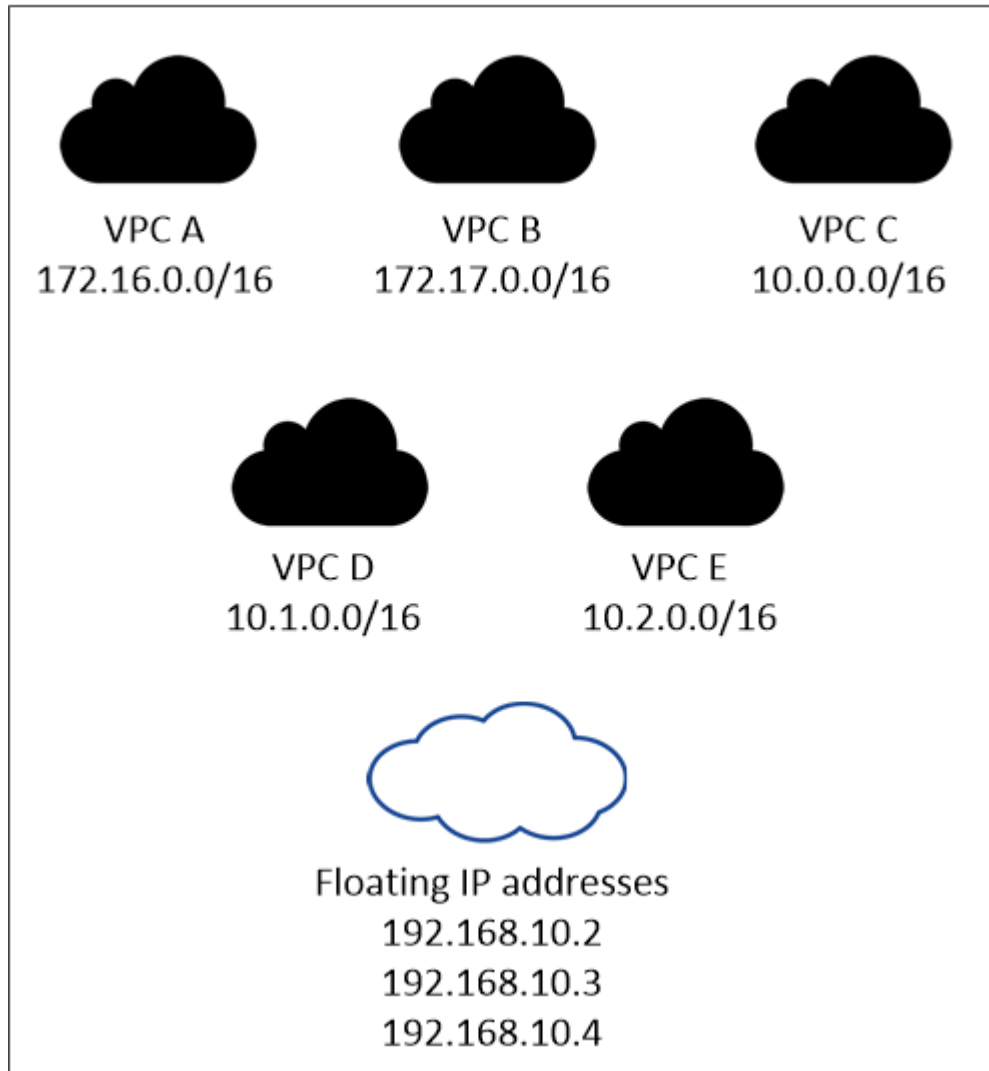 VPC A
172.16.0.0/16
VPC B
172.17.0.0/16
VPC C
10.0.0.0/16
VPC D
10.1.0.0/16
VPC E
10.2.0.0/16
Floating IP addresses
192.168.10.2
192.168.10.3
192.168.10.4